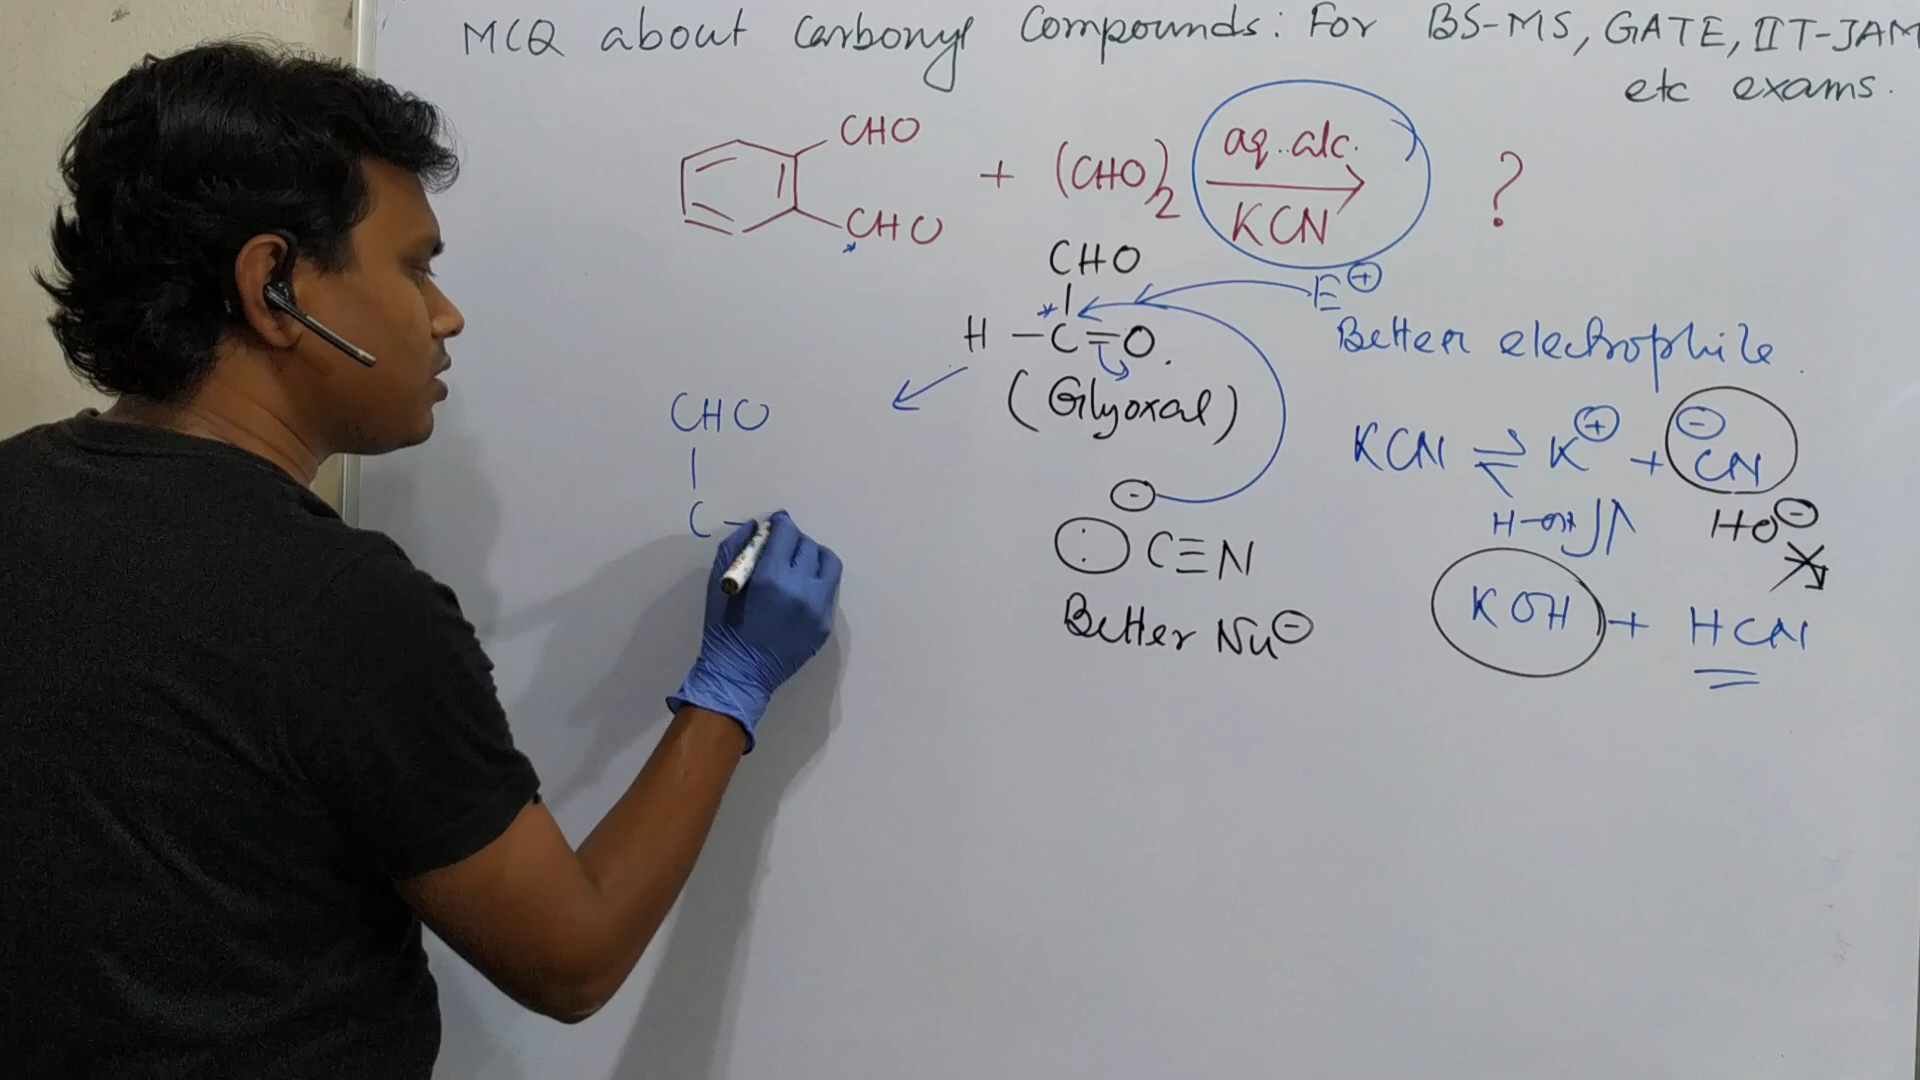 MCQ about Carbonyl Compounds: For BS-MS, GATE, IIT-JAM
etc exams.
CHO
CHO
*
+ (CHO)2
aq. alc.
KCN
?
CHO
*
H - C = O.
(Glyoxal)
E⊕
Better electrophile.
CHO
C -
KCN ⇌ K⊕ + ⊖CN
H-OH
HO⊖
⊖
: C≡N
Better Nu⊖
KOH + HCN